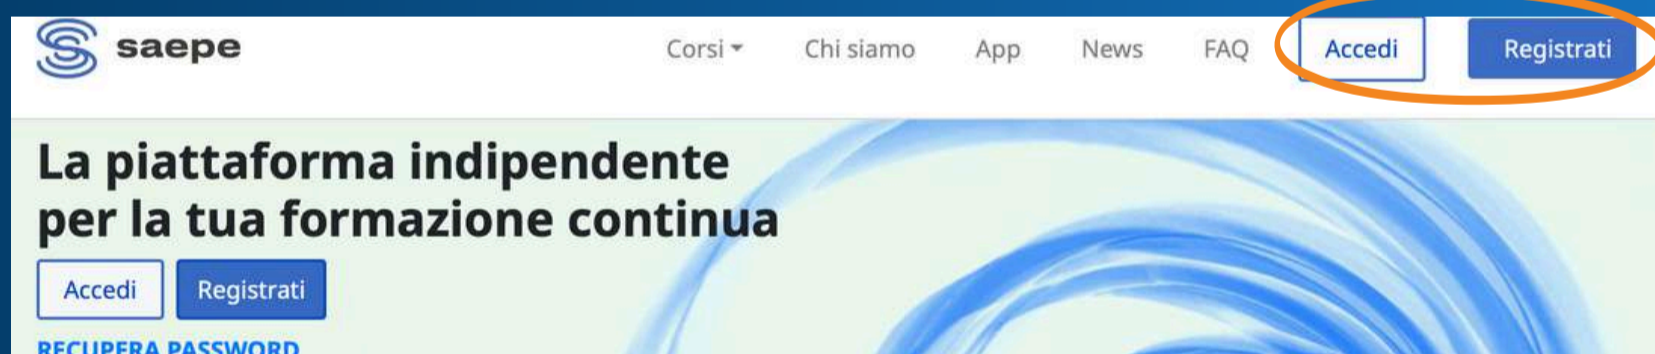 saepe Corsi Chi siamo App News FAQ Accedi Registrati
La piattaforma indipendente
per la tua formazione continua
Accedi Registrati
RECUPERA PASSWORD